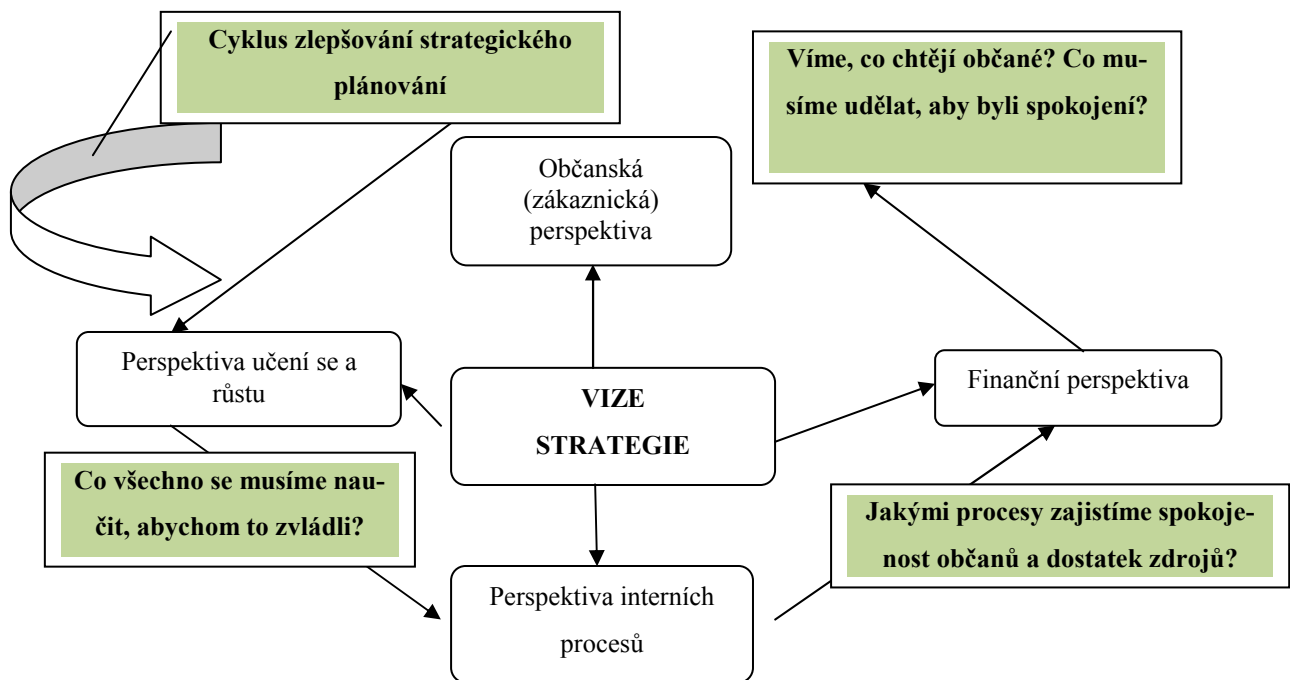 Cyklus zlepšování strategického
plánování
Víme, co chtějí občané? Co mu-
síme udělat, aby byli spokojení?
Občanská
(zákaznická)
perspektiva
Perspektiva učení se a
růstu
VIZE
STRATEGIE
Finanční perspektiva
Co všechno se musíme nau-
čit, abychom to zvládli?
Jakými procesy zajistíme spokoje-
nost občanů a dostatek zdrojů?
Perspektiva interních
procesů